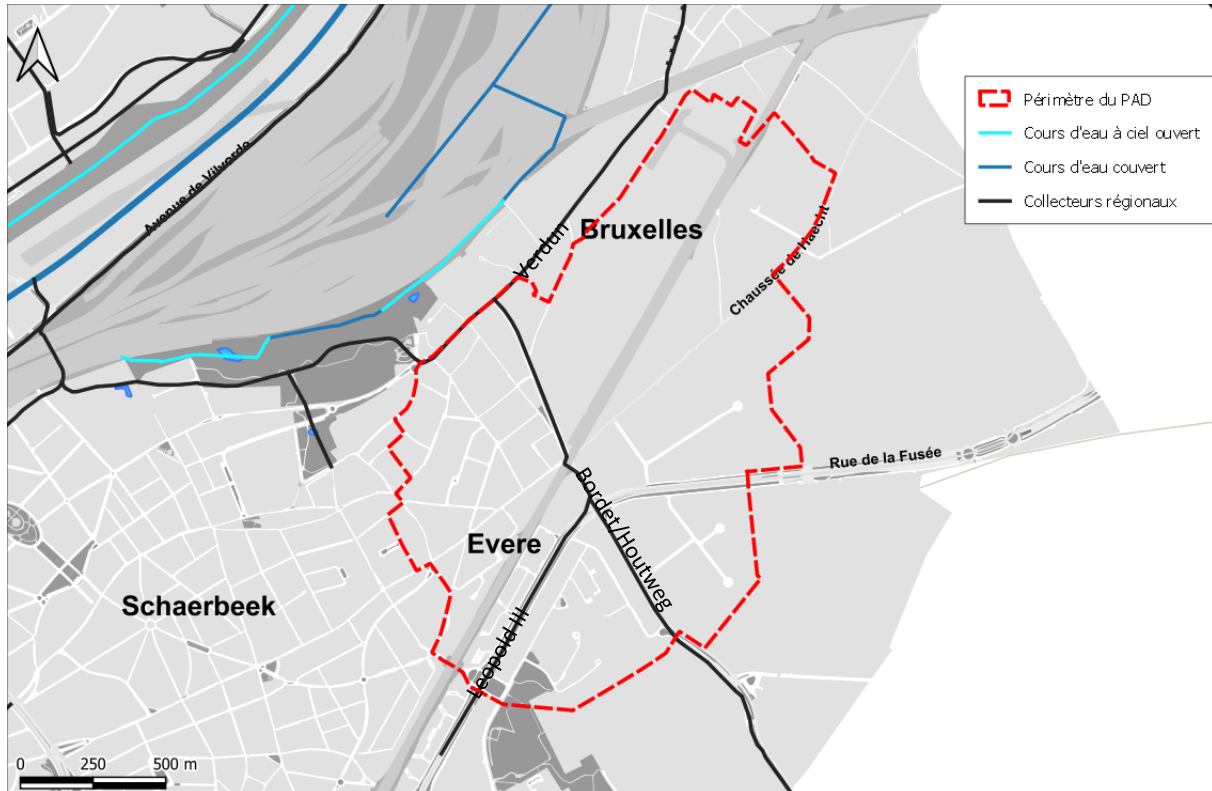 Périmètre du PAD
Cours d'eau à ciel ouvert
Cours d'eau couvert
Collecteurs régionaux
Avenue de Vilvorde
Verdun
Bruxelles
Chaussée de Haecht
Rue de la Fusée
Bordet/Houtweg
Evere
Schaerbeek
Leopold III
0 250 500 m